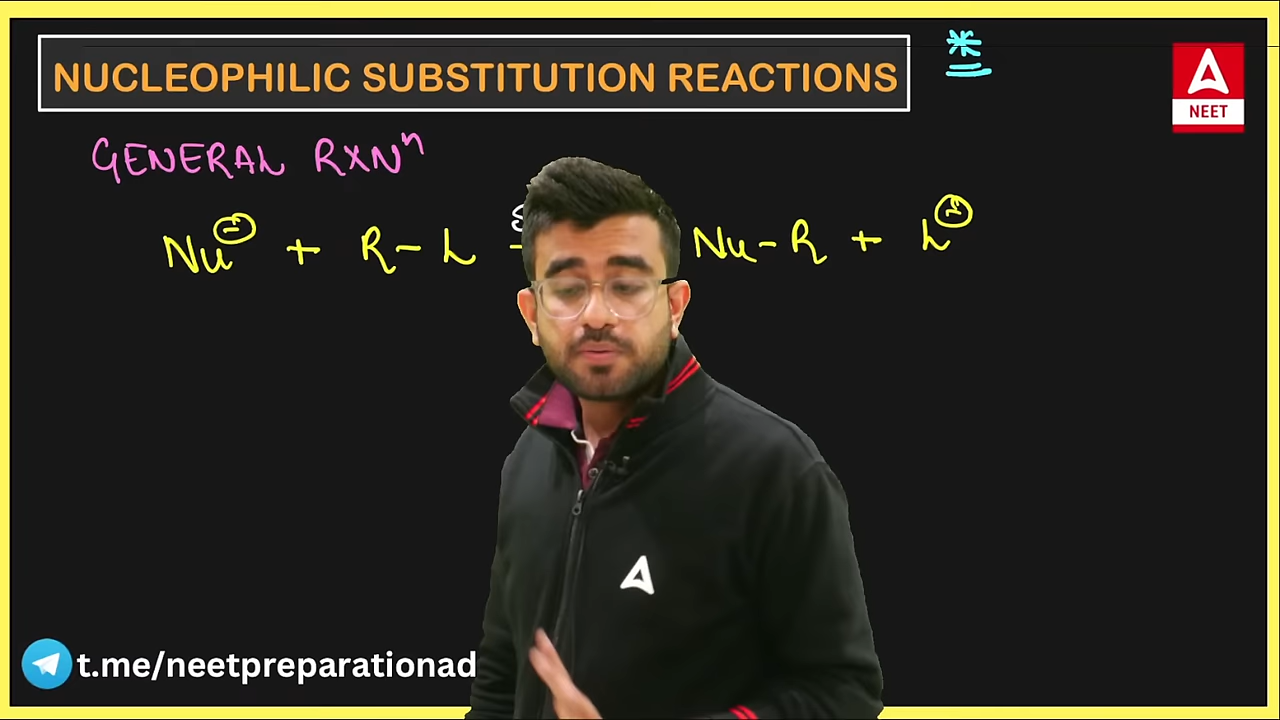 NUCLEOPHILIC SUBSTITUTION REACTIONS
NEET
GENERAL RXNⁿ
Nu⊖ + R-L Nu-R + L⊖
t.me/neetpreparationad